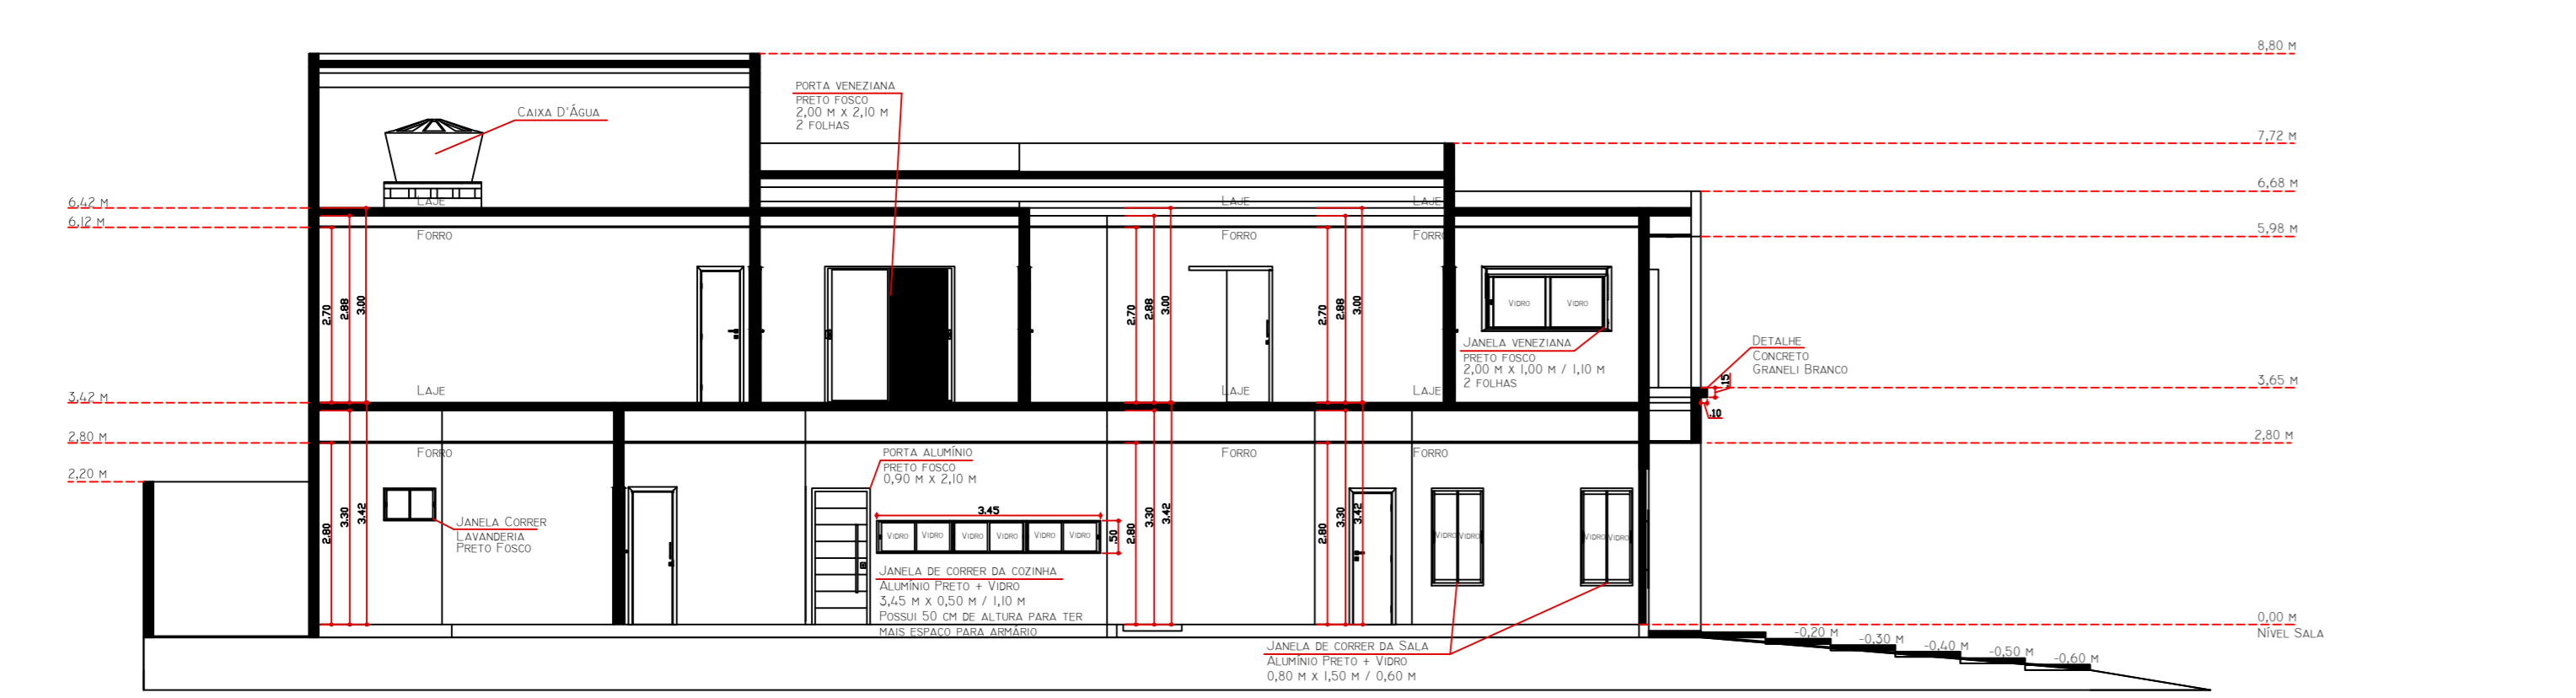 8,80 M
PORTA VENEZIANA
PRETO FOSCO
2,00 M X 2,10 M
2 FOLHAS
CAIXA D'ÁGUA
7,72 M
6,68 M
6,42 M
LAJE
LAJE
LAJE
6,12 M
FORRO
FORRO
FORRO
5,98 M
2.70
2.88
3.00
2.70
2.88
3.00
2.70
2.88
3.00
VIDRO
VIDRO
JANELA VENEZIANA
PRETO FOSCO
2,00 M X 1,00 M / 1,10 M
2 FOLHAS
DETALHE
CONCRETO
GRANELI BRANCO
.15
.10
3,65 M
3,42 M
LAJE
LAJE
LAJE
2,80 M
2,80 M
FORRO
FORRO
FORRO
2,20 M
PORTA ALUMÍNIO
PRETO FOSCO
0,90 M X 2,10 M
2.80
3.30
3.42
JANELA CORRER
LAVANDERIA
PRETO FOSCO
3.45
VIDRO
VIDRO
VIDRO
VIDRO
VIDRO
VIDRO
.50
2.80
3.30
3.42
2.80
3.30
3.42
VIDRO
VIDRO
VIDRO
VIDRO
JANELA DE CORRER DA COZINHA
ALUMÍNIO PRETO + VIDRO
3,45 M X 0,50 M / 1,10 M
POSSUI 50 CM DE ALTURA PARA TER
MAIS ESPAÇO PARA ARMÁRIO
JANELA DE CORRER DA SALA
ALUMÍNIO PRETO + VIDRO
0,80 M X 1,50 M / 0,60 M
0,00 M
NÍVEL SALA
-0,20 M
-0,30 M
-0,40 M
-0,50 M
-0,60 M